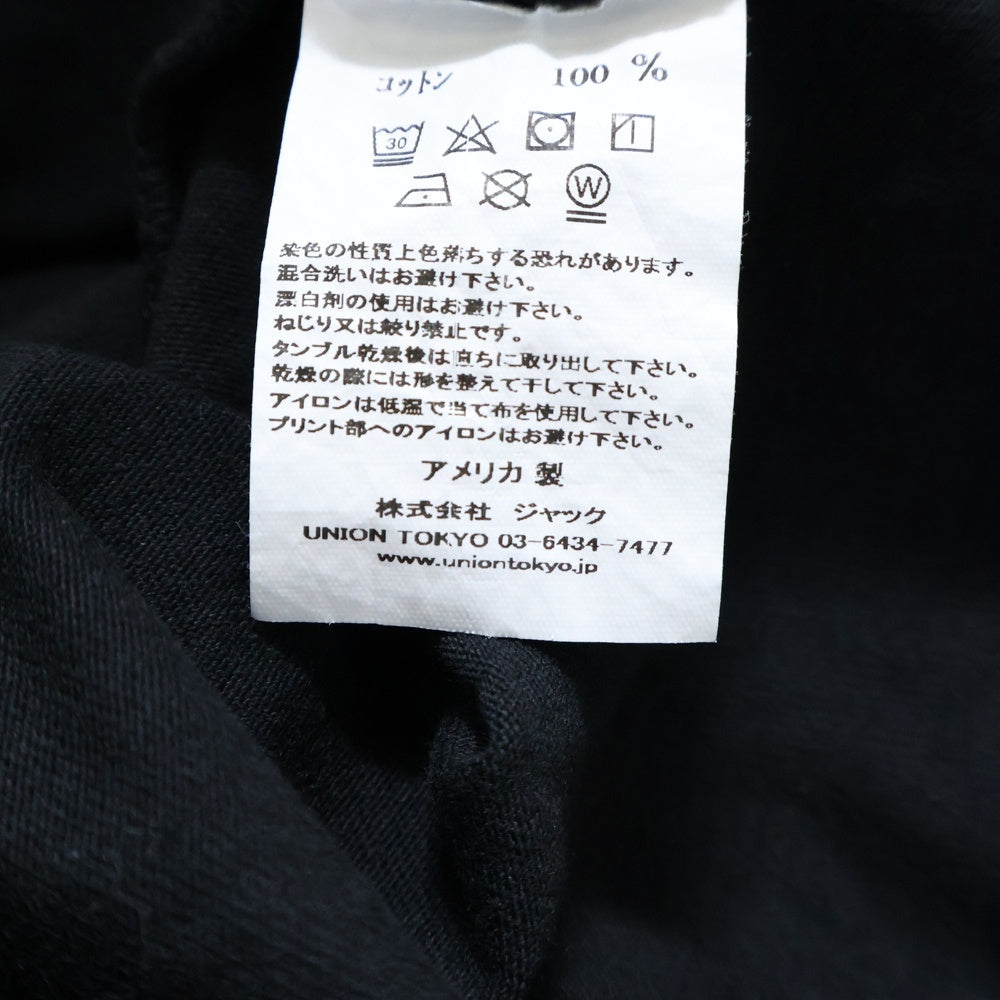 コットン 100 %
30
W
染色の性質上色落ちする恐れがあります。
混合洗いはお避け下さい。
漂白剤の使用はお避け下さい。
ねじり又は絞り禁止です。
タンブル乾燥後は直ちに取り出して下さい。
乾燥の際には形を整えて干して下さい。
アイロンは低温で当て布を使用して下さい。
プリント部へのアイロンはお避け下さい。
アメリカ 製
株式会社 ジャック
UNION TOKYO 03-6434-7477
www.uniontokyo.jp